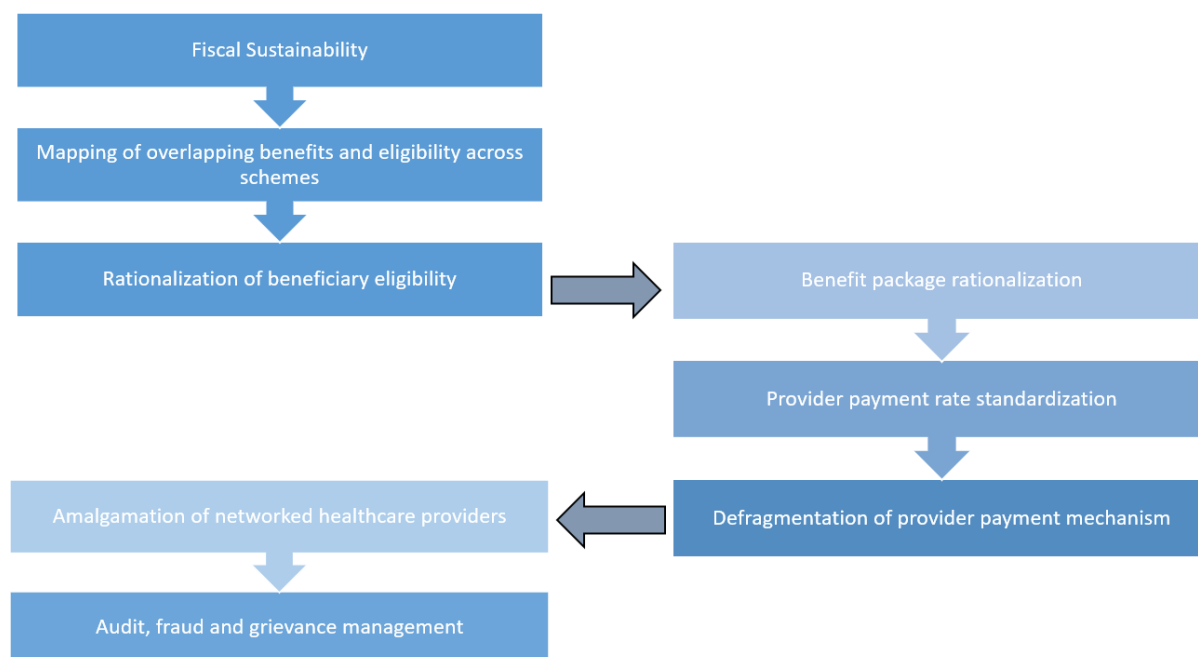 Fiscal Sustainability
Mapping of overlapping benefits and eligibility across
schemes
Rationalization of beneficiary eligibility
Benefit package rationalization
Provider payment rate standardization
Defragmentation of provider payment mechanism
Amalgamation of networked healthcare providers
Audit, fraud and grievance management